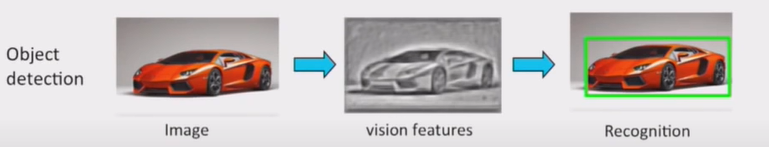 Object
detection
Image
vision features
Recognition